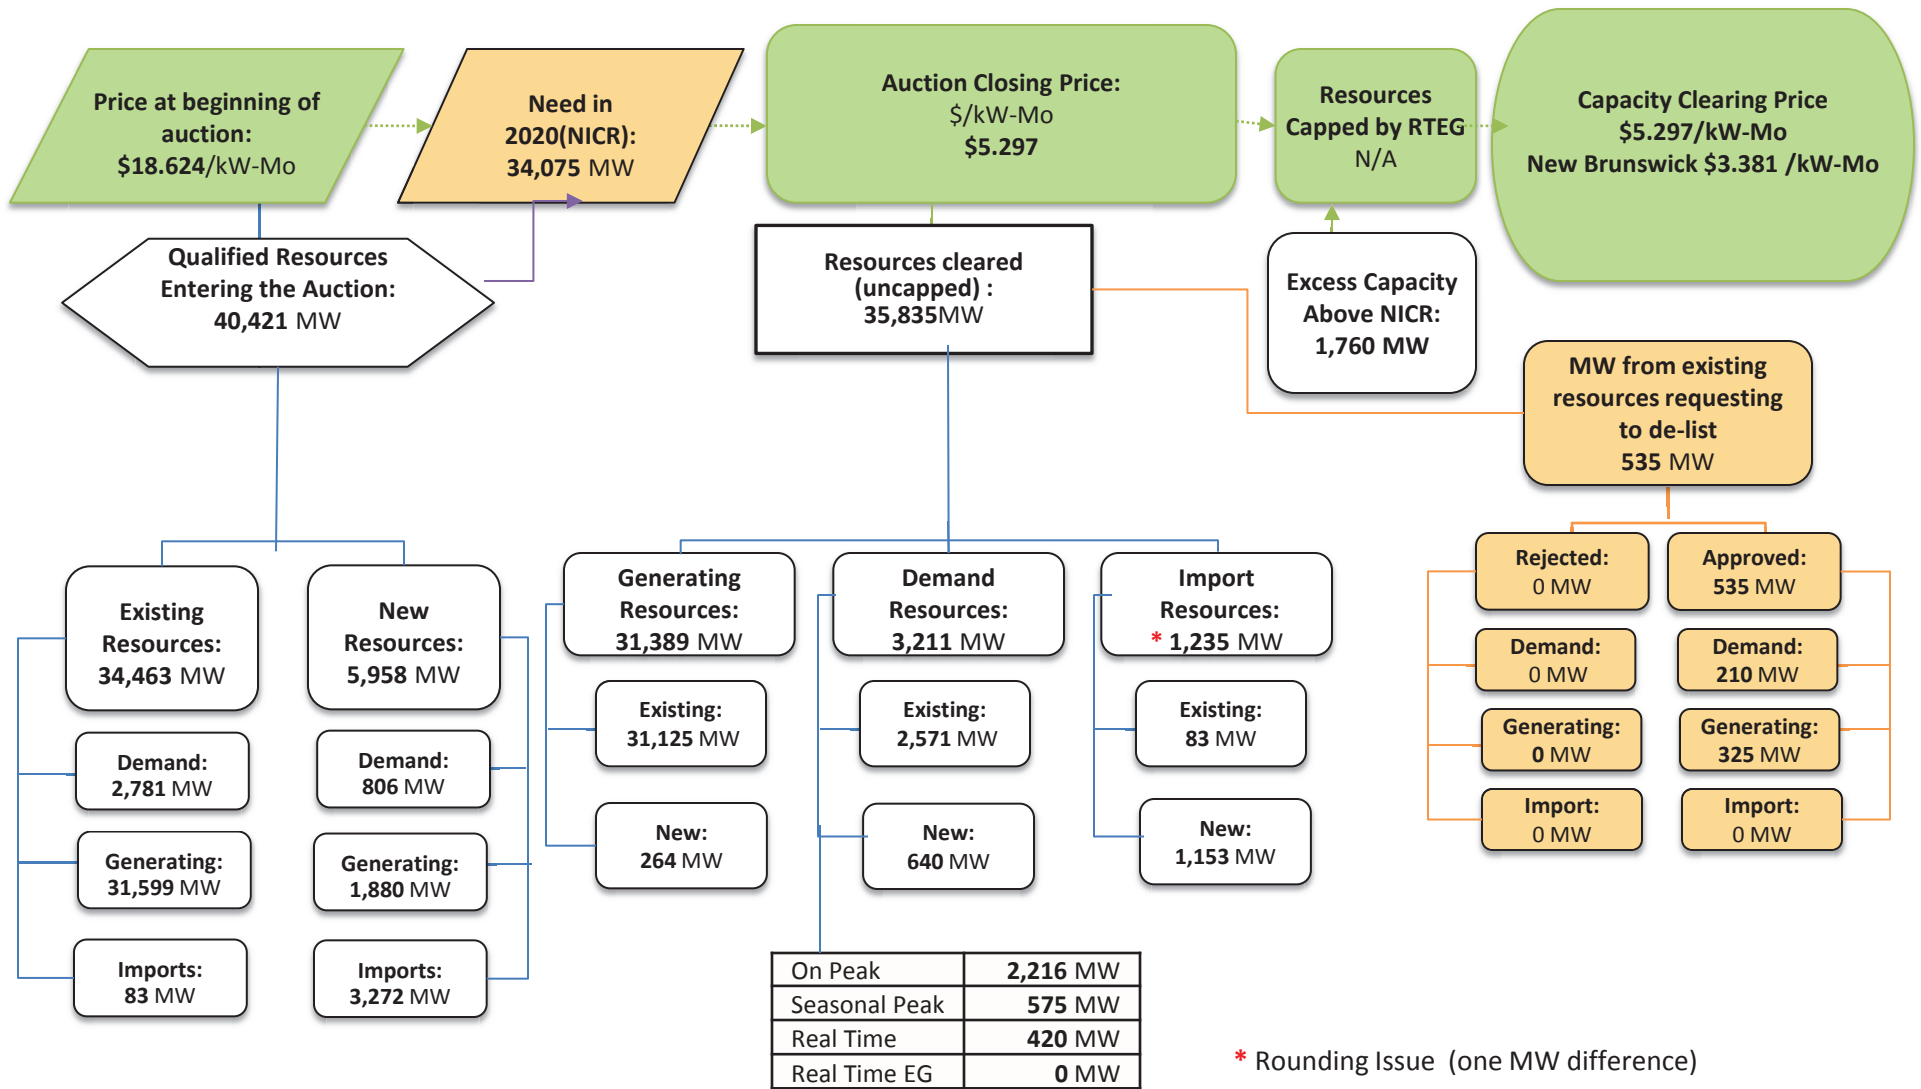 Price at beginning of
auction:
$18.624/kW-Mo
Need in
2020(NICR):
34,075 MW
Auction Closing Price:
$/kW-Mo
$5.297
Resources
Capped by RTEG
N/A
Capacity Clearing Price
$5.297/kW-Mo
New Brunswick $3.381 /kW-Mo
Qualified Resources
Entering the Auction:
40,421 MW
Resources cleared
(uncapped) :
35,835MW
Excess Capacity
Above NICR:
1,760 MW
MW from existing
resources requesting
to de-list
535 MW
Existing
Resources:
34,463 MW
Demand:
2,781 MW
Generating:
31,599 MW
Imports:
83 MW
New
Resources:
5,958 MW
Demand:
806 MW
Generating:
1,880 MW
Imports:
3,272 MW
Generating
Resources:
31,389 MW
Existing:
31,125 MW
New:
264 MW
Demand
Resources:
3,211 MW
Existing:
2,571 MW
New:
640 MW
On Peak 2,216 MW
Seasonal Peak 575 MW
Real Time 420 MW
Real Time EG 0 MW
Import
Resources:
* 1,235 MW
Existing:
83 MW
New:
1,153 MW
Rejected:
0 MW
Demand:
0 MW
Generating:
0 MW
Import:
0 MW
Approved:
535 MW
Demand:
210 MW
Generating:
325 MW
Import:
0 MW
* Rounding Issue (one MW difference)